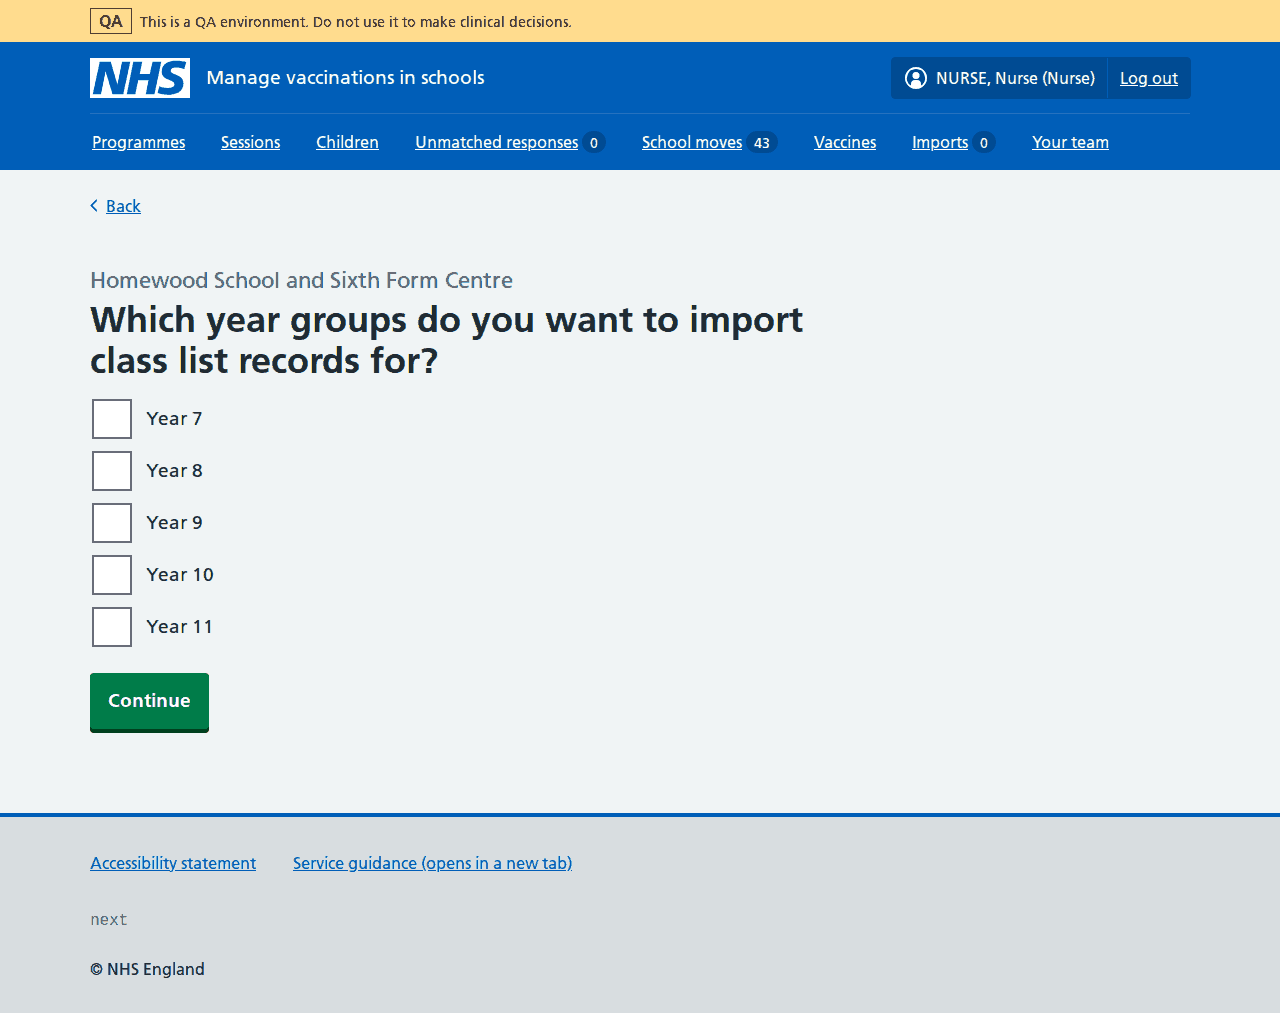 QA This is a QA environment. Do not use it to make clinical decisions.
NHS Manage vaccinations in schools NURSE, Nurse (Nurse) Log out
Programmes Sessions Children Unmatched responses 0 School moves 43 Vaccines Imports 0 Your team
Back
Homewood School and Sixth Form Centre
Which year groups do you want to import
class list records for?
Year 7
Year 8
Year 9
Year 10
Year 11
Continue
Accessibility statement Service guidance (opens in a new tab)
next
© NHS England